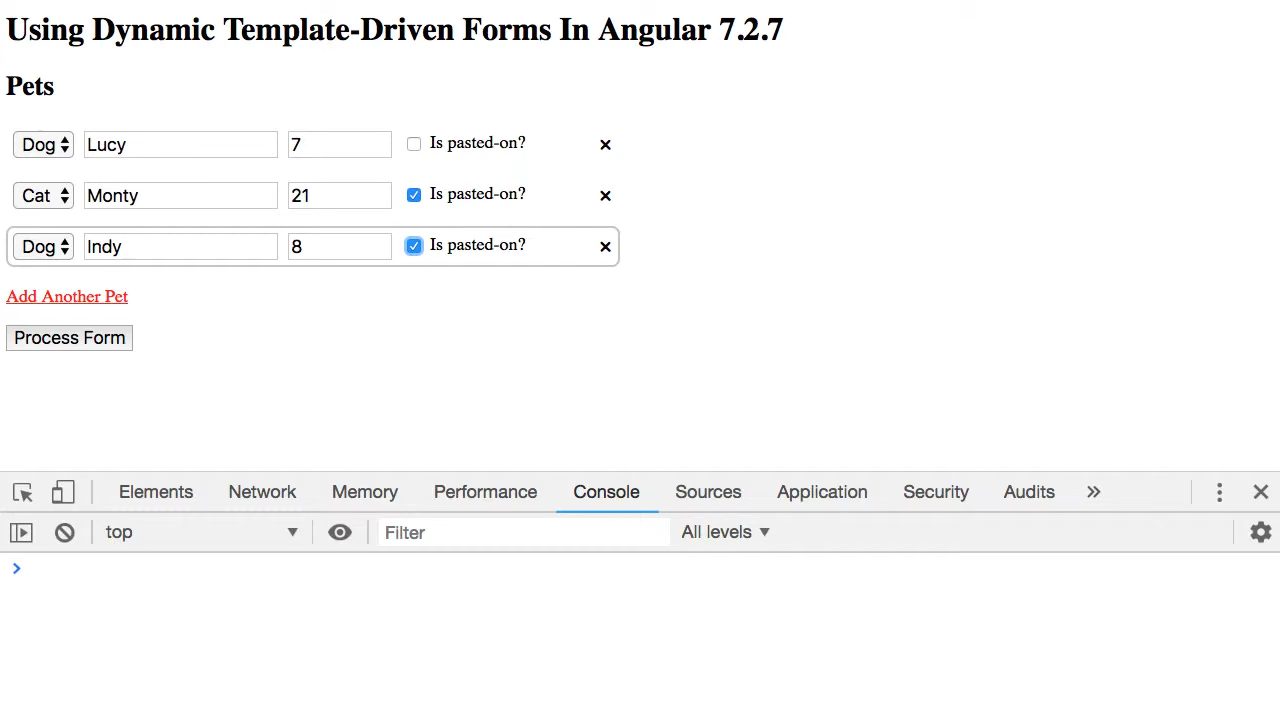 Using Dynamic Template-Driven Forms In Angular 7.2.7
Pets
Dog Lucy 7 Is pasted-on? ×
Cat Monty 21 Is pasted-on? ×
Dog Indy 8 Is pasted-on? ×
Add Another Pet
Process Form
Elements Network Memory Performance Console Sources Application Security Audits »
top Filter All levels